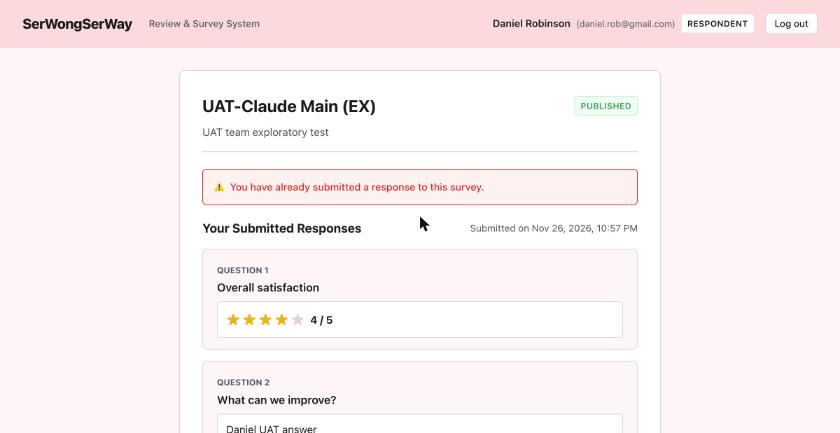 SerWongSerWay Review & Survey System Daniel Robinson (daniel.rob@gmail.com) RESPONDENT Log out
UAT-Claude Main (EX) PUBLISHED
UAT team exploratory test
⚠️ You have already submitted a response to this survey.
Your Submitted Responses Submitted on Nov 26, 2026, 10:57 PM
QUESTION 1
Overall satisfaction
4 / 5
QUESTION 2
What can we improve?
Daniel UAT answer